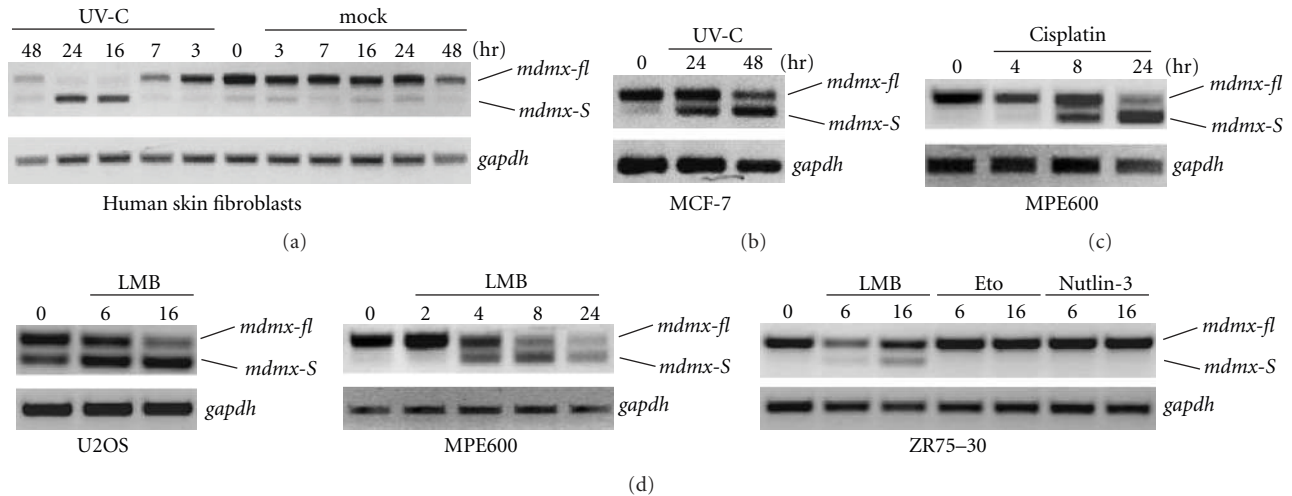 UV-C mock
48 24 16 7 3 0 3 7 16 24 48 (hr)
mdmx-fl
mdmx-S
gapdh
Human skin fibroblasts
(a)
UV-C
0 24 48 (hr)
mdmx-fl
mdmx-S
gapdh
MCF-7
(b)
Cisplatin
0 4 8 24 (hr)
mdmx-fl
mdmx-S
gapdh
MPE600
(c)
LMB
0 6 16
mdmx-fl
mdmx-S
gapdh
U2OS
LMB
0 2 4 8 24
mdmx-fl
mdmx-S
gapdh
MPE600
LMB Eto Nutlin-3
0 6 16 6 16 6 16
mdmx-fl
mdmx-S
gapdh
ZR75–30
(d)